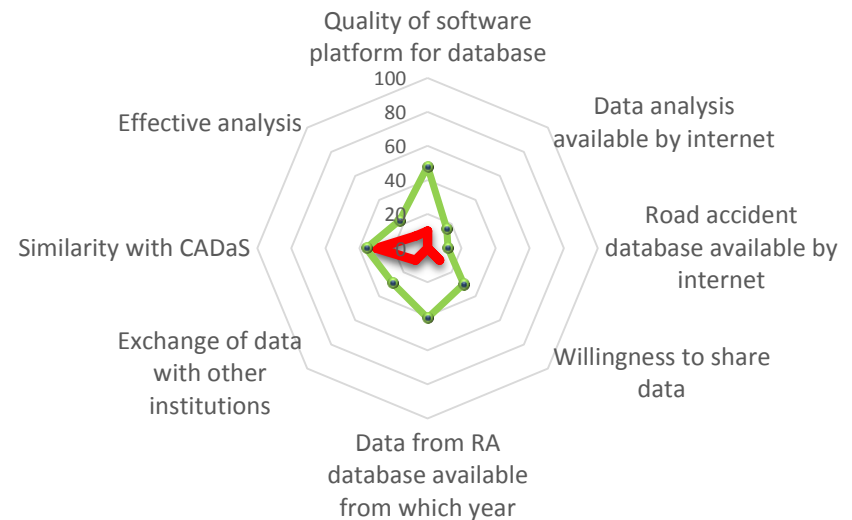 Quality of software
platform for database
100
80
60
40
20
0
Data analysis
available by internet
Road accident
database available by
internet
Willingness to share
data
Data from RA
database available
from which year
Exchange of data
with other
institutions
Similarity with CADaS
Effective analysis